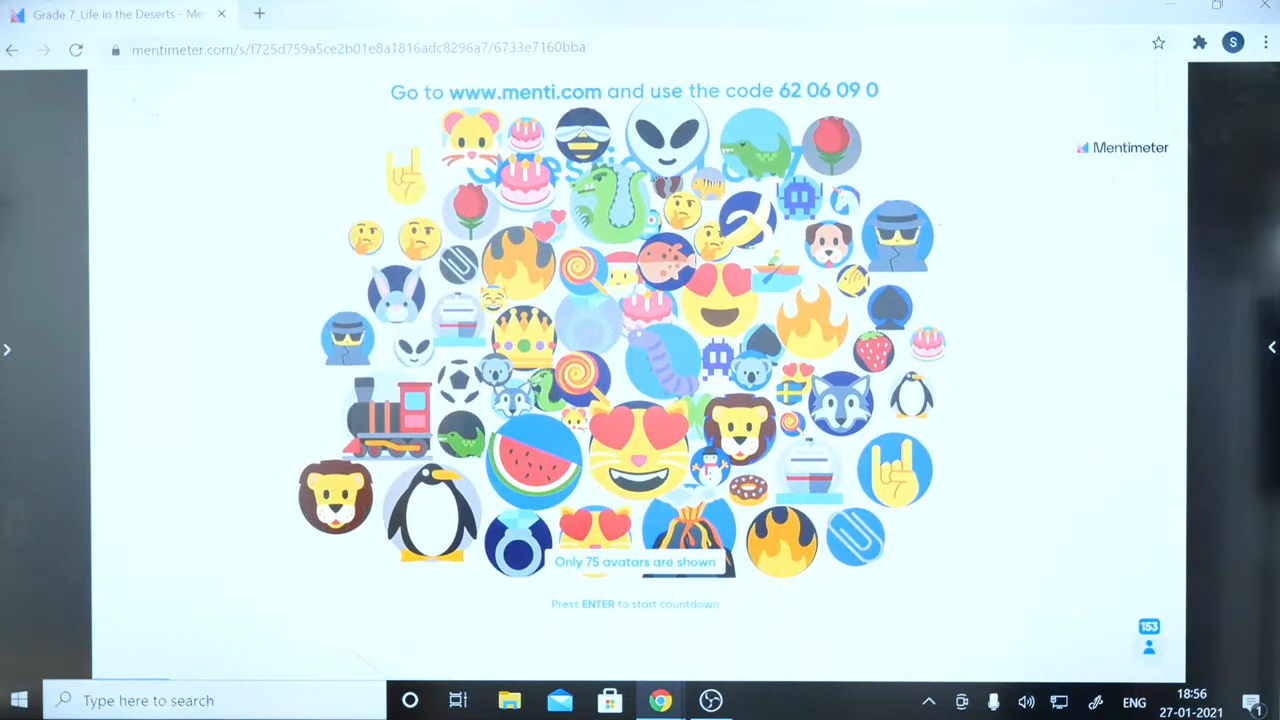 Grade 7_Life in the Deserts - Me
mentimeter.com/s/f725d759a5ce2b01e8a1816adc8296a7/6733e7160bba
S
Go to www.menti.com and use the code 62 06 09 0
Mentimeter
Only 75 avatars are shown
Press ENTER to start countdown
153
Type here to search
ENG
18:56
27-01-2021
1